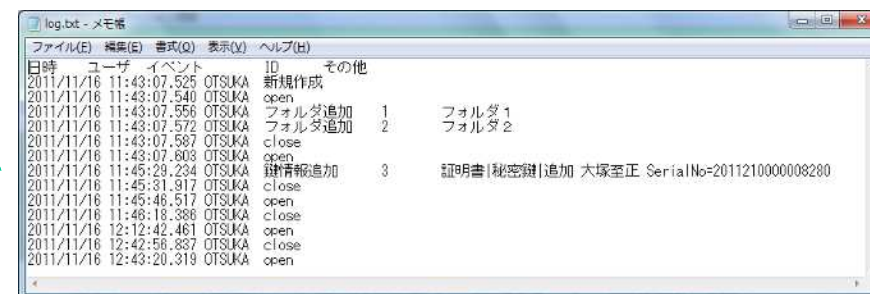 log.txt - メモ帳
ファイル(F) 編集(E) 書式(O) 表示(V) ヘルプ(H)
日時 ユーザ イベント ID その他
2011/11/16 11:43:07.525 OTSUKA 新規作成
2011/11/16 11:43:07.540 OTSUKA open
2011/11/16 11:43:07.556 OTSUKA フォルダ追加 1 フォルダ1
2011/11/16 11:43:07.572 OTSUKA フォルダ追加 2 フォルダ2
2011/11/16 11:43:07.587 OTSUKA close
2011/11/16 11:43:07.603 OTSUKA open
2011/11/16 11:45:29.234 OTSUKA 鍵情報追加 3 証明書|秘密鍵|追加 大塚至正 SerialNo=2011210000008280
2011/11/16 11:45:31.917 OTSUKA close
2011/11/16 11:45:46.517 OTSUKA open
2011/11/16 11:46:18.386 OTSUKA close
2011/11/16 12:12:42.461 OTSUKA open
2011/11/16 12:42:56.837 OTSUKA close
2011/11/16 12:43:20.319 OTSUKA open